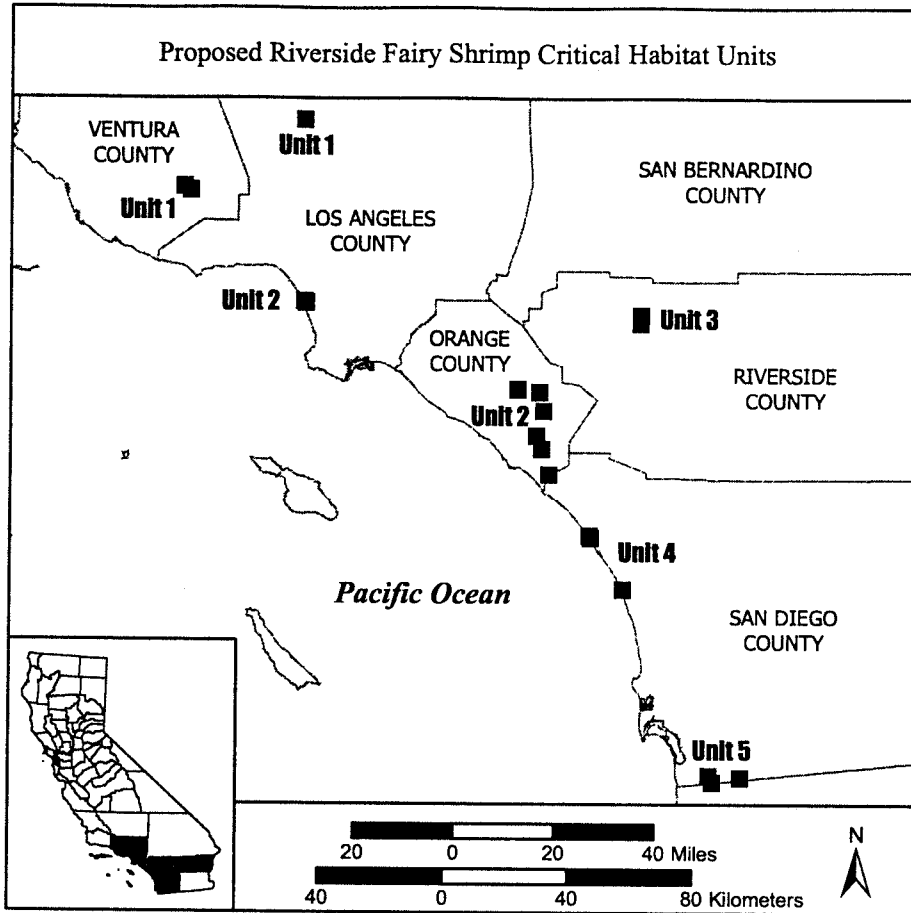 Proposed Riverside Fairy Shrimp Critical Habitat Units
VENTURA
COUNTY
Unit 1
Unit 1
LOS ANGELES
COUNTY
SAN BERNARDINO
COUNTY
Unit 2
ORANGE
COUNTY
Unit 2
Unit 3
RIVERSIDE
COUNTY
Unit 4
Pacific Ocean
SAN DIEGO
COUNTY
Unit 5
20 0 20 40 Miles
40 0 40 80 Kilometers
N